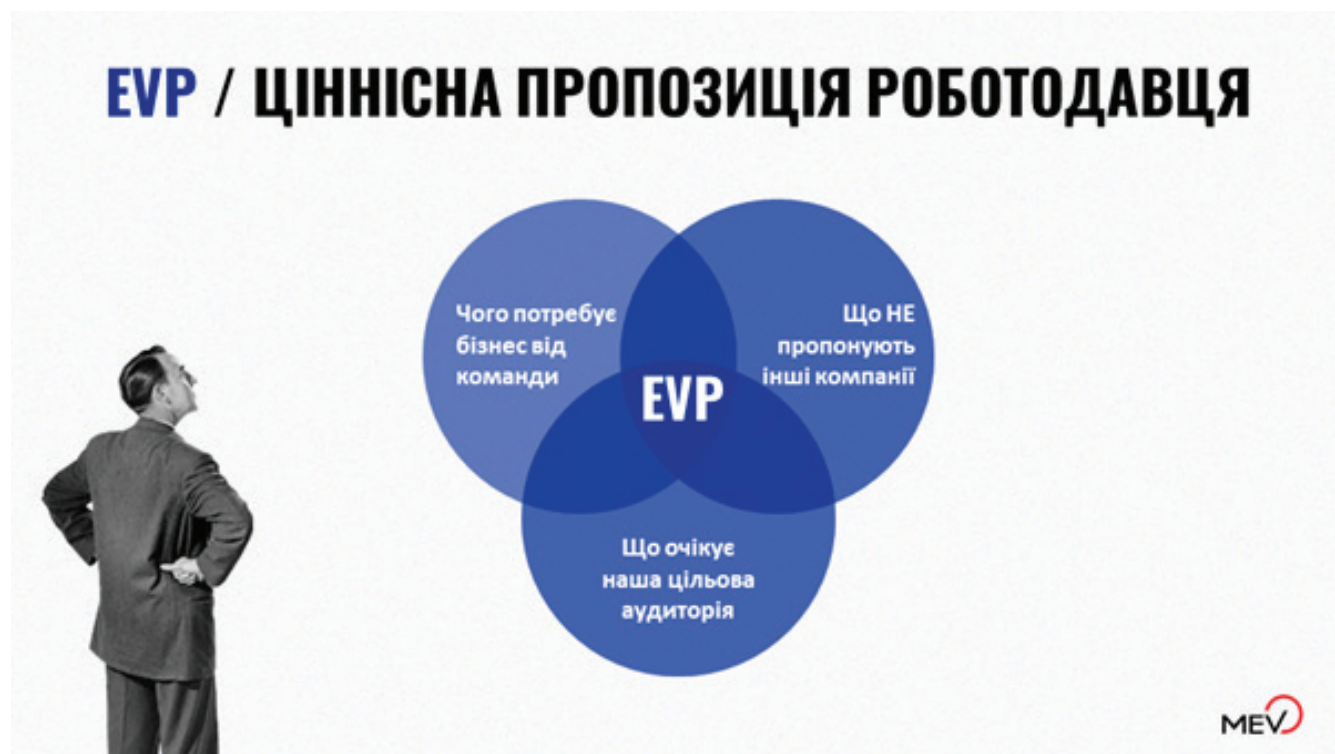 EVP / ЦІННІСНА ПРОПОЗИЦІЯ РОБОТОДАВЦЯ
Чого потребує
бізнес від
команди
Що НЕ
пропонують
інші компанії
EVP
Що очікує
наша цільова
аудиторія
MEV